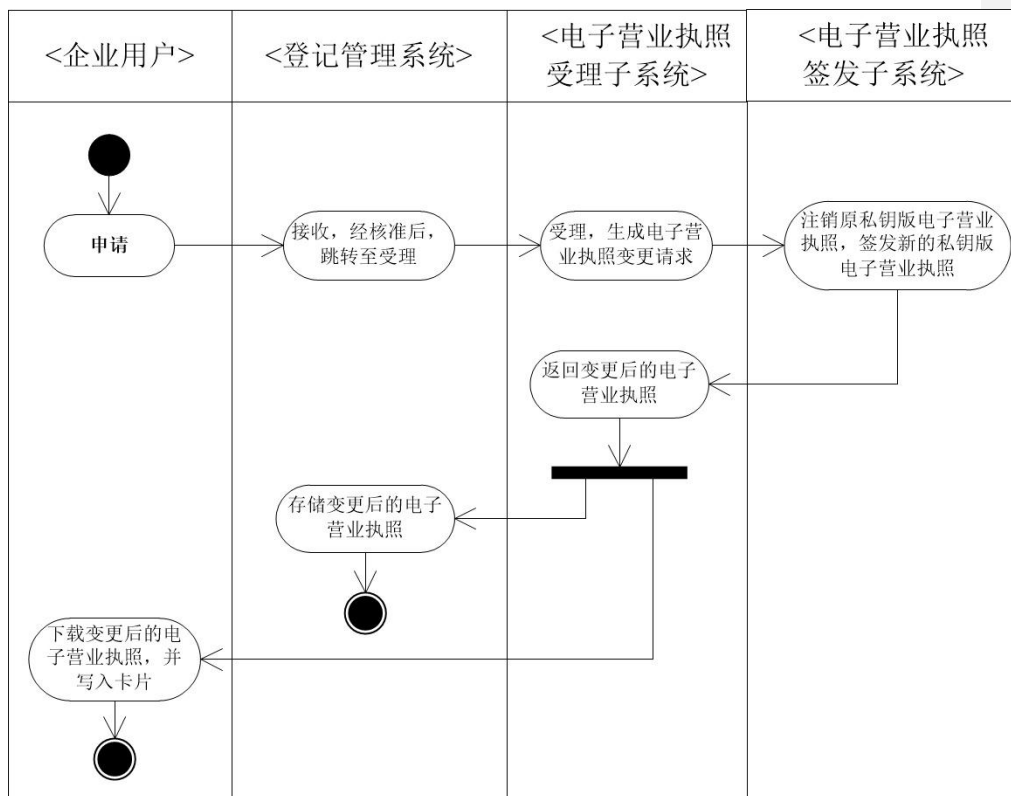 <企业用户>
<登记管理系统>
<电子营业执照
受理子系统>
<电子营业执照
签发子系统>
申请
接收，经核准后，
跳转至受理
受理，生成电子营
业执照变更请求
注销原私钥版电子营业
执照，签发新的私钥版
电子营业执照
返回变更后的电子
营业执照
存储变更后的电子
营业执照
下载变更后的电
子营业执照，并
写入卡片